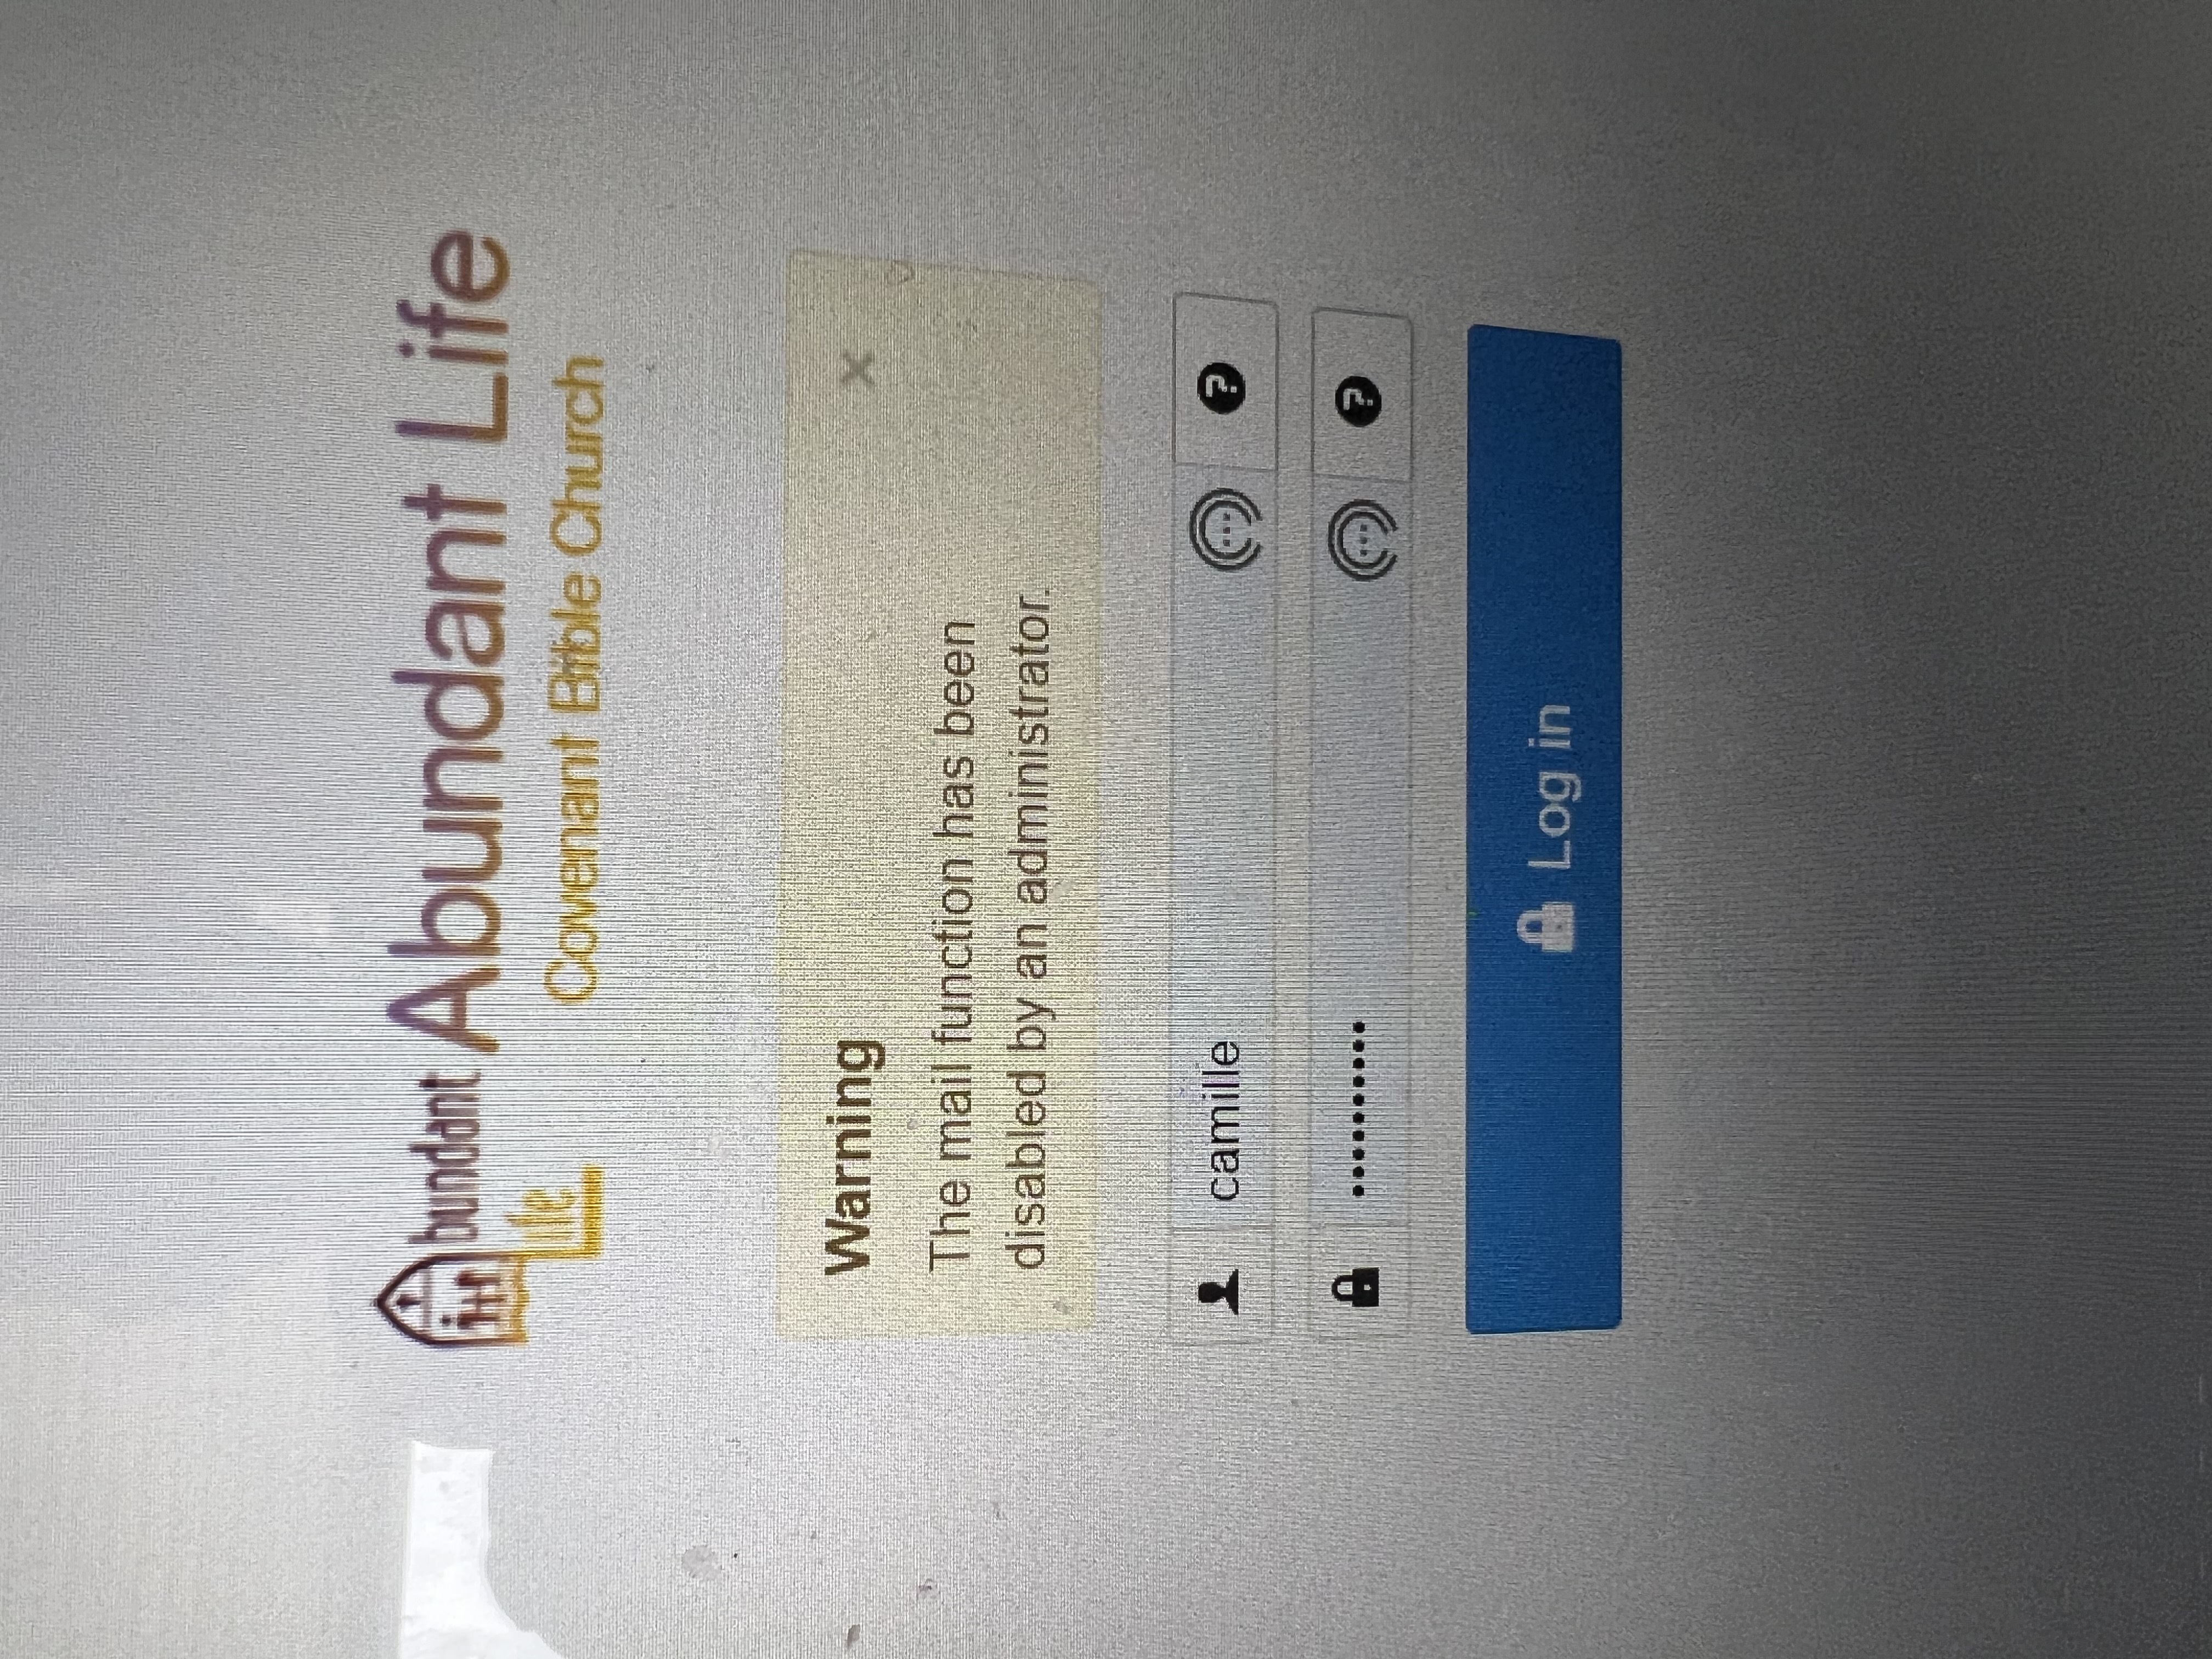 Abundant Life
bundant
Life
Covenant Bible Church
Warning
The mail function has been
disabled by an administrator.
camille
Log in